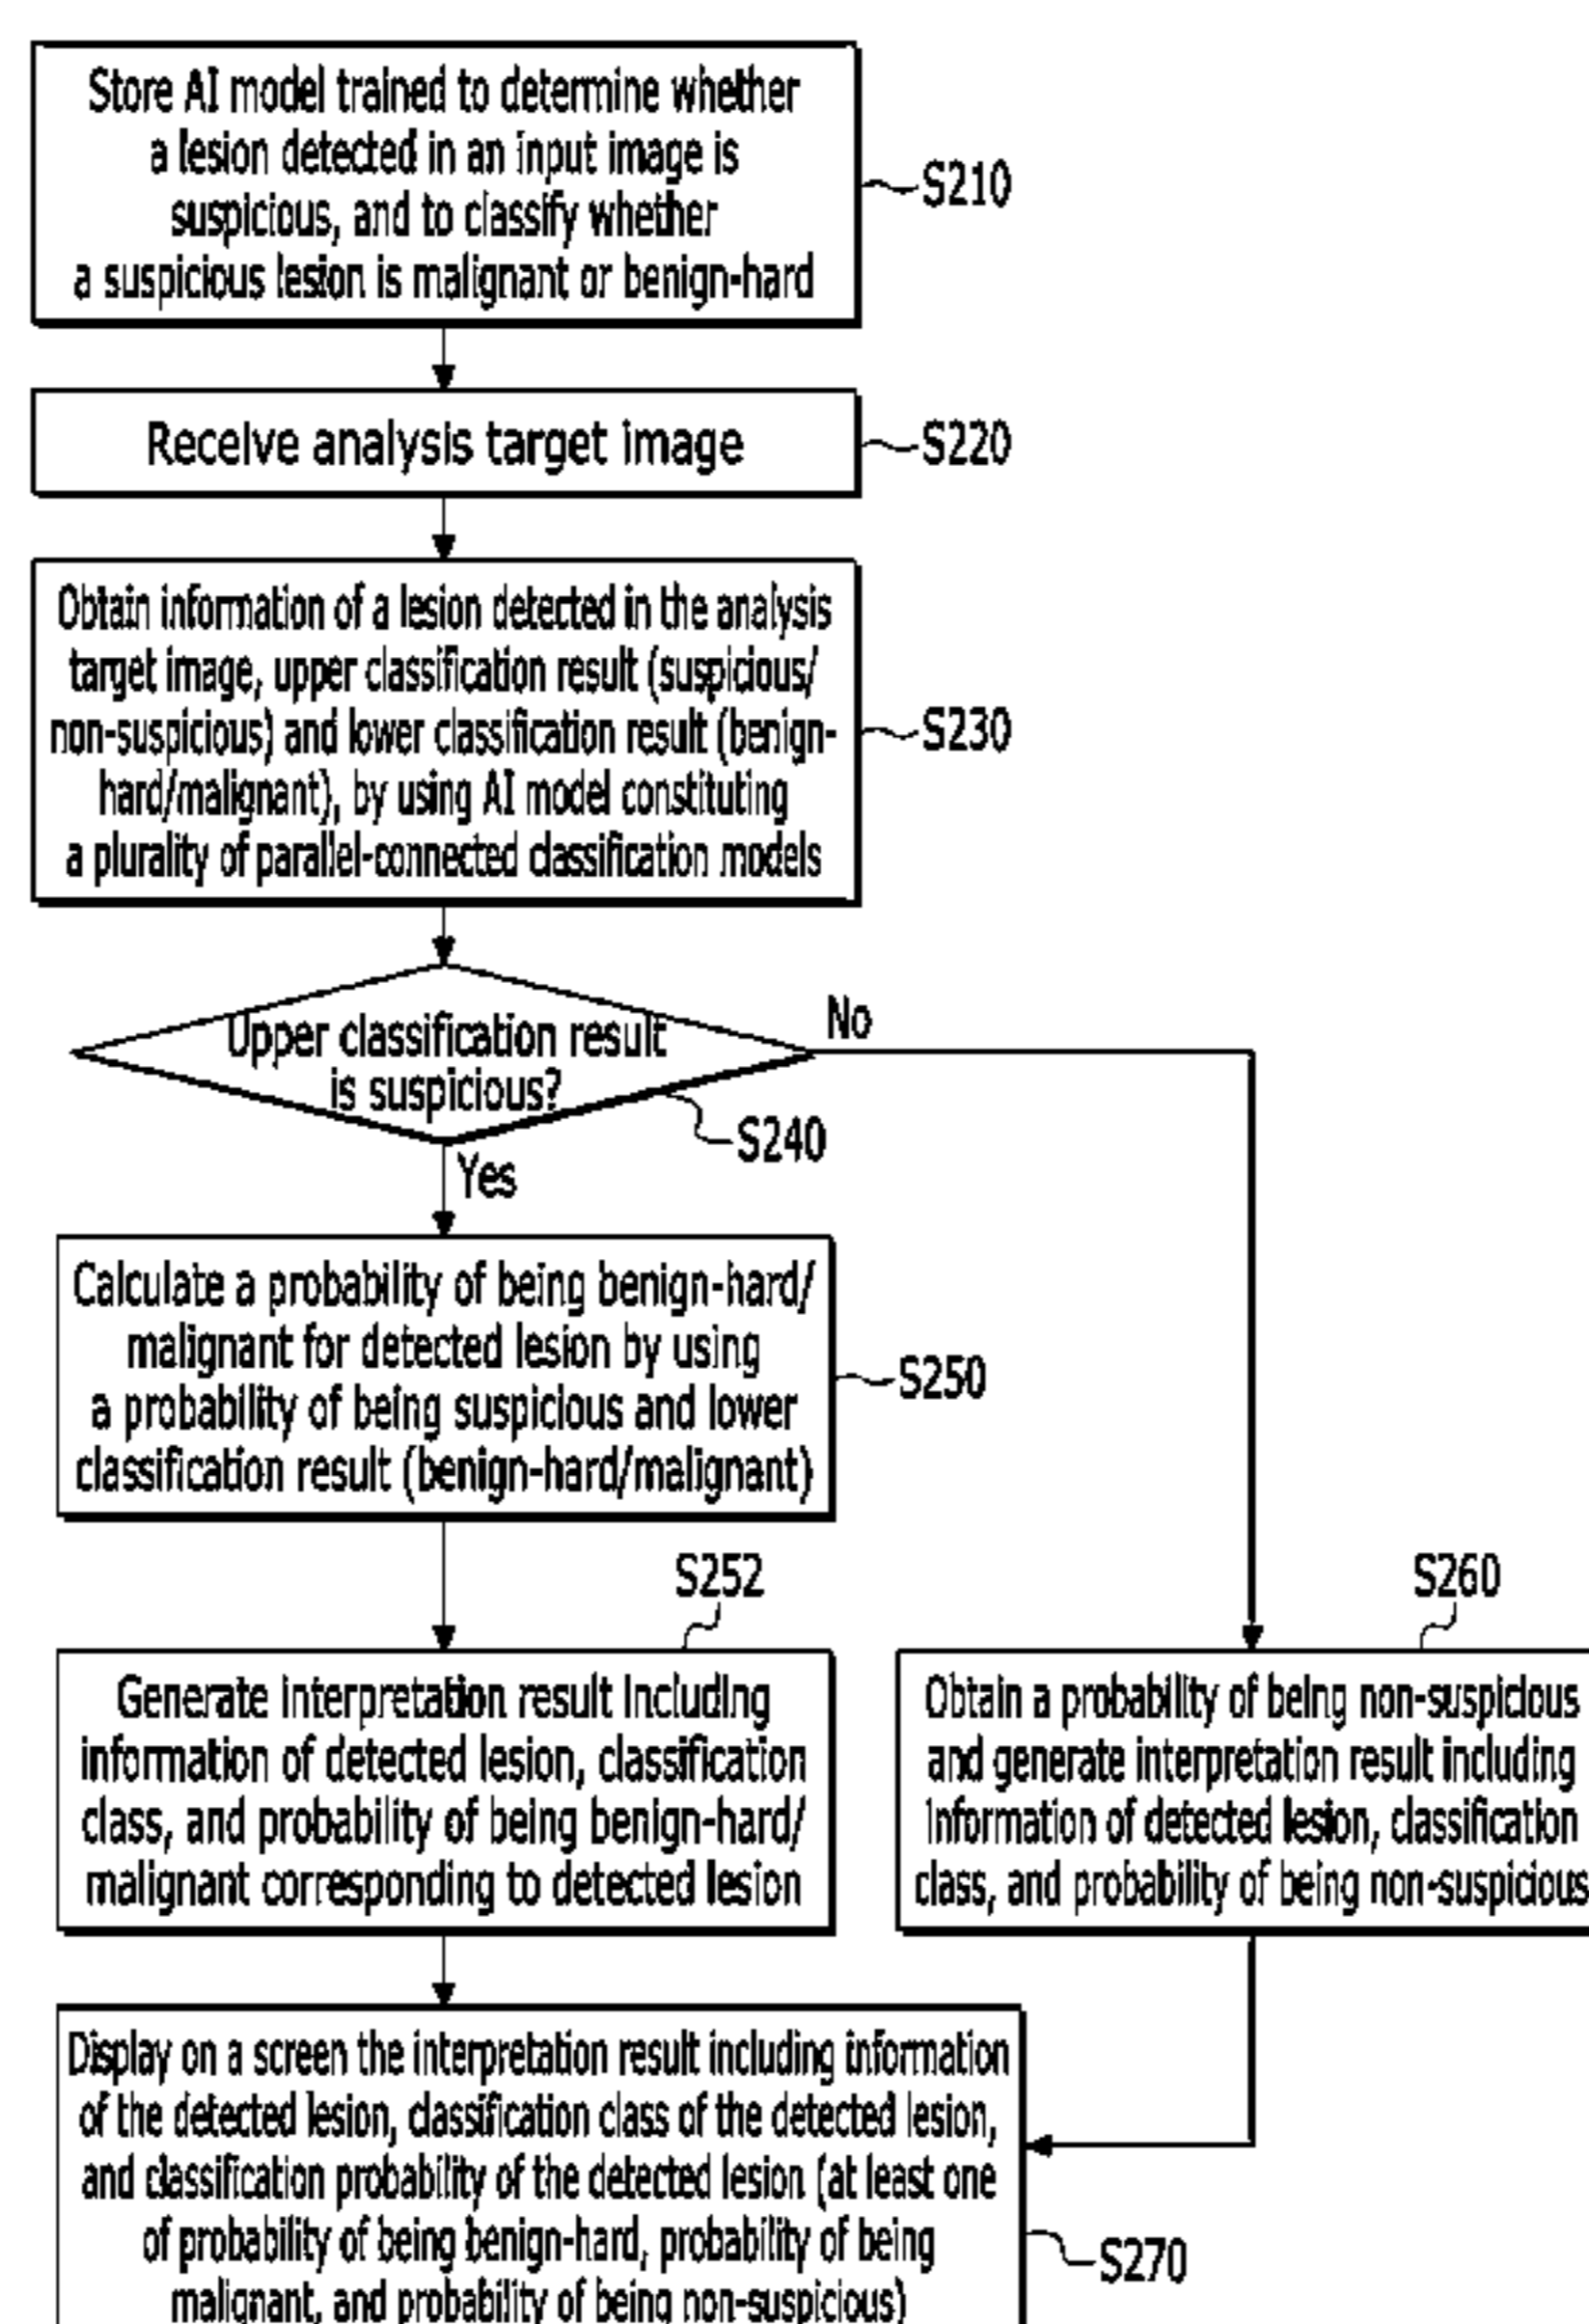 Store AI model trained to determine whether
a lesion detected in an input image is
suspicious, and to classify whether
a suspicious lesion is malignant or benign-hard
S210
Receive analysis target image
S220
Obtain information of a lesion detected in the analysis
target image, upper classification result (suspicious/
non-suspicious) and lower classification result (benign-
hard/malignant), by using AI model constituting
a plurality of parallel-connected classification models
S230
Upper classification result
is suspicious?
No
S240
Yes
Calculate a probability of being benign-hard/
malignant for detected lesion by using
a probability of being suspicious and lower
classification result (benign-hard/malignant)
S250
S252
Generate interpretation result including
information of detected lesion, classification
class, and probability of being benign-hard/
malignant corresponding to detected lesion
S260
Obtain a probability of being non-suspicious
and generate interpretation result including
information of detected lesion, classification
class, and probability of being non-suspicious
Display on a screen the interpretation result including information
of the detected lesion, classification class of the detected lesion,
and classification probability of the detected lesion (at least one
of probability of being benign-hard, probability of being
malignant, and probability of being non-suspicious)
S270